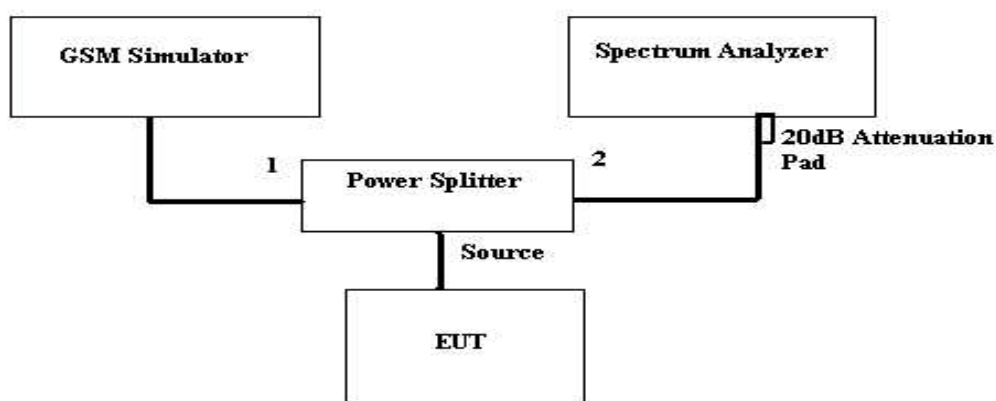 GSM Simulator
Spectrum Analyzer
20dB Attenuation
Pad
1
2
Power Splitter
Source
EUT